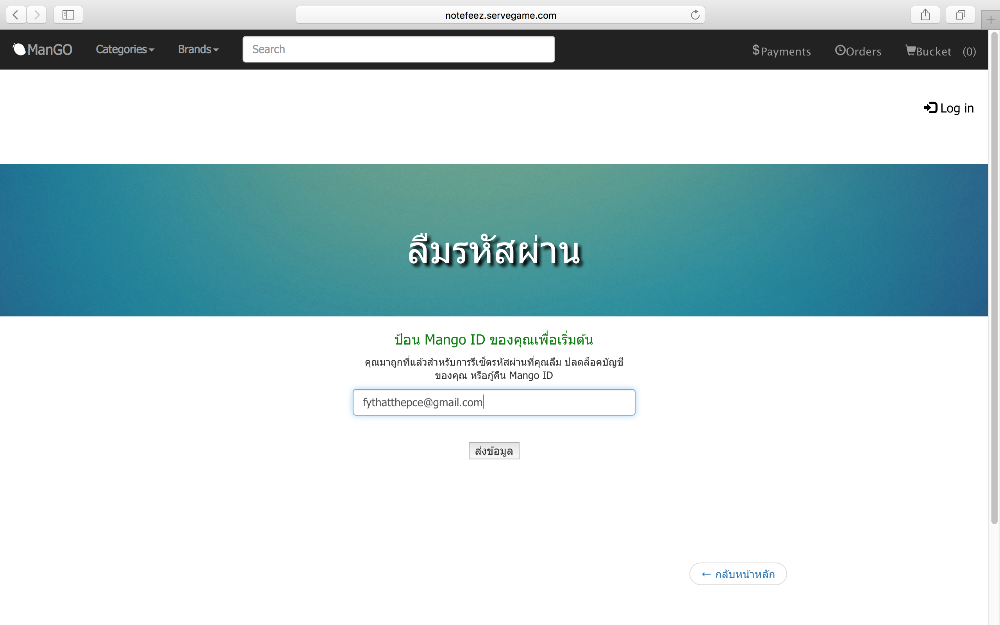 notefeez.servegame.com
ManGO Categories Brands Search $Payments Orders Bucket (0)
Log in
ลืมรหัสผ่าน
ป้อน Mango ID ของคุณเพื่อเริ่มต้น
คุณมาถูกที่แล้วสำหรับการรีเซ็ตรหัสผ่านที่คุณลืม ปลดล็อคบัญชี
ของคุณ หรือกู้คืน Mango ID
fythatthepce@gmail.com
ส่งข้อมูล
← กลับหน้าหลัก